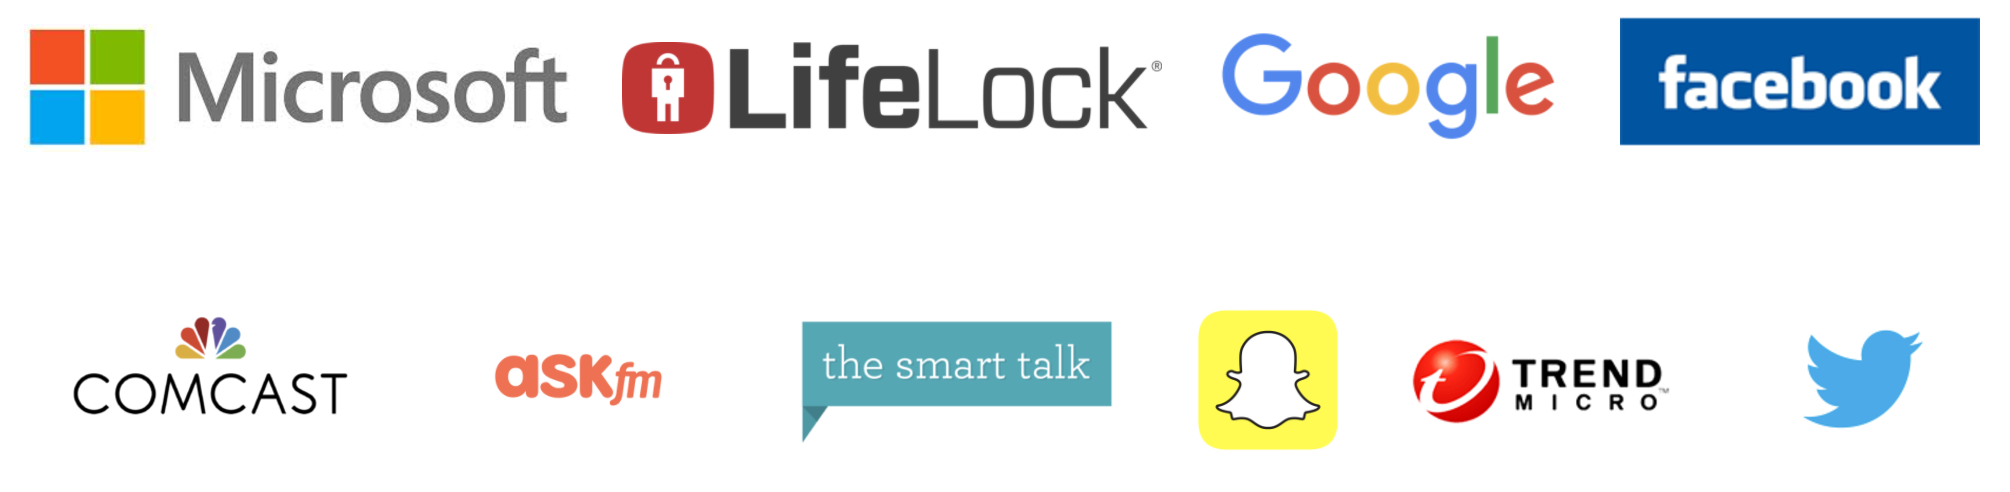 Microsoft
LifeLock®
Google
facebook
COMCAST
askfm
the smart talk
t TREND
MICRO™